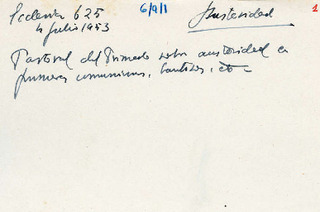 Ecclesia 625 6/9/1 Austeridad 1
4 julio 1953
Pastoral del Primado sobre austeridad en
primeras comuniones, bautizos, etc-